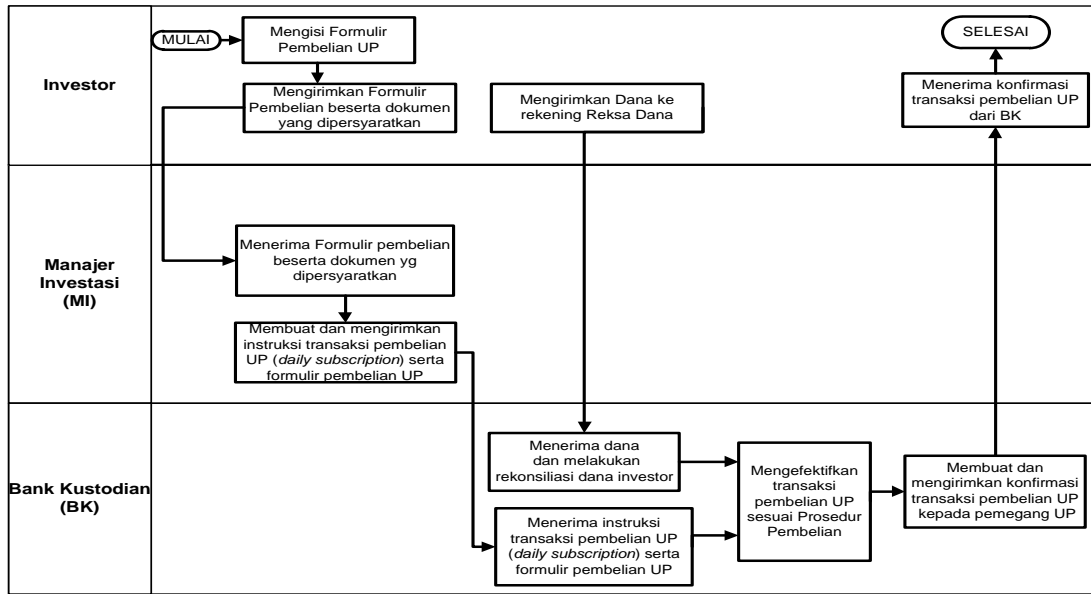 Investor
MULAI
Mengisi Formulir
Pembelian UP
Mengirimkan Formulir
Pembelian beserta dokumen
yang dipersyaratkan
Mengirimkan Dana ke
rekening Reksa Dana
SELESAI
Menerima konfirmasi
transaksi pembelian UP
dari BK
Manajer
Investasi
(MI)
Menerima Formulir pembelian
beserta dokumen yg
dipersyaratkan
Membuat dan mengirimkan
instruksi transaksi pembelian
UP (daily subscription) serta
formulir pembelian UP
Bank Kustodian
(BK)
Menerima dana
dan melakukan
rekonsiliasi dana investor
Menerima instruksi
transaksi pembelian UP
(daily subscription) serta
formulir pembelian UP
Mengefektifkan
transaksi
pembelian UP
sesuai Prosedur
Pembelian
Membuat dan
mengirimkan konfirmasi
transaksi pembelian UP
kepada pemegang UP